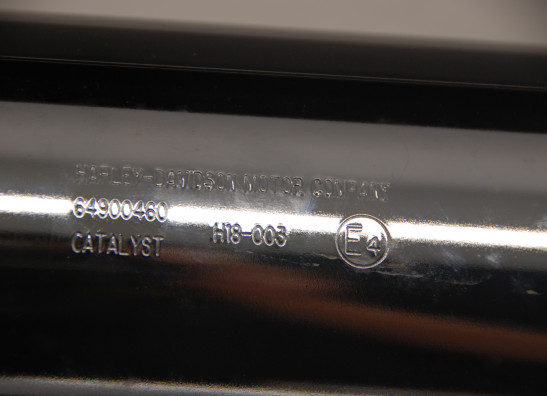 HARLEY-DAVIDSON MOTOR COMPANY
64900460
H18-003 E4
CATALYST